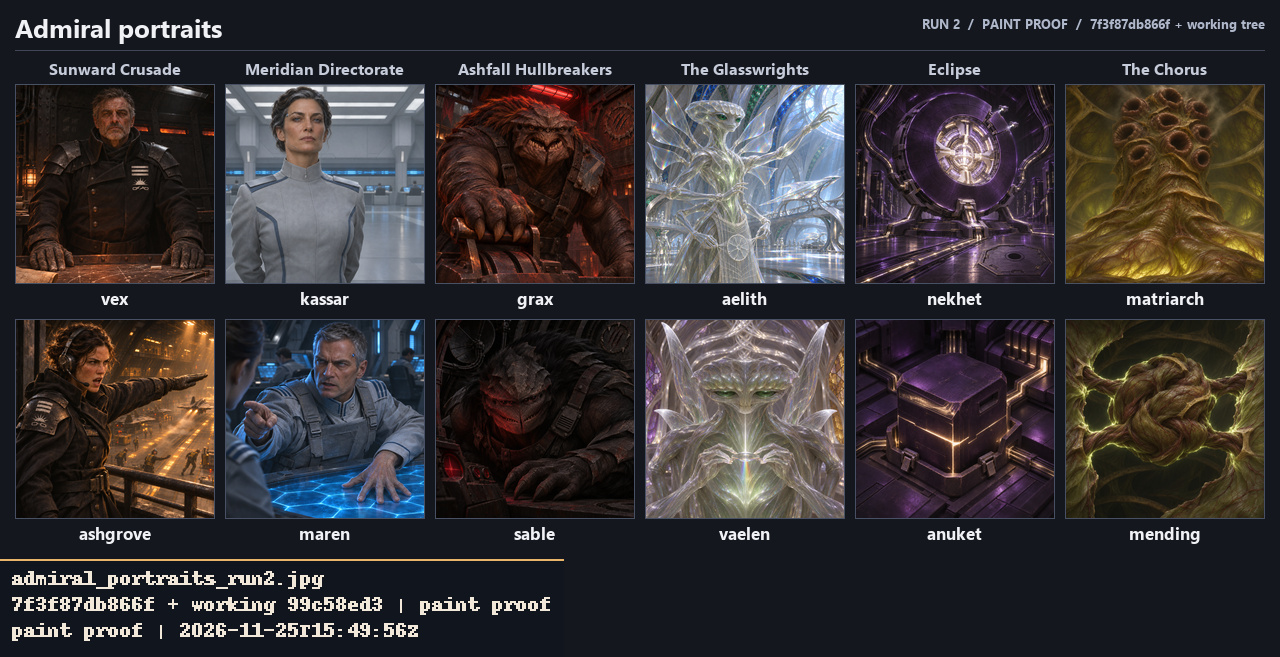 Admiral portraits
RUN 2 / PAINT PROOF / 7f3f87db866f + working tree
Sunward Crusade
Meridian Directorate
Ashfall Hullbreakers
The Glasswrights
Eclipse
The Chorus
vex
kassar
grax
aelith
nekhet
matriarch
ashgrove
maren
sable
vaelen
anuket
mending
admiral_portraits_run2.jpg
7f3f87db866f + working 99c58ed3 | paint proof
paint proof | 2026-11-25T15:49:56Z